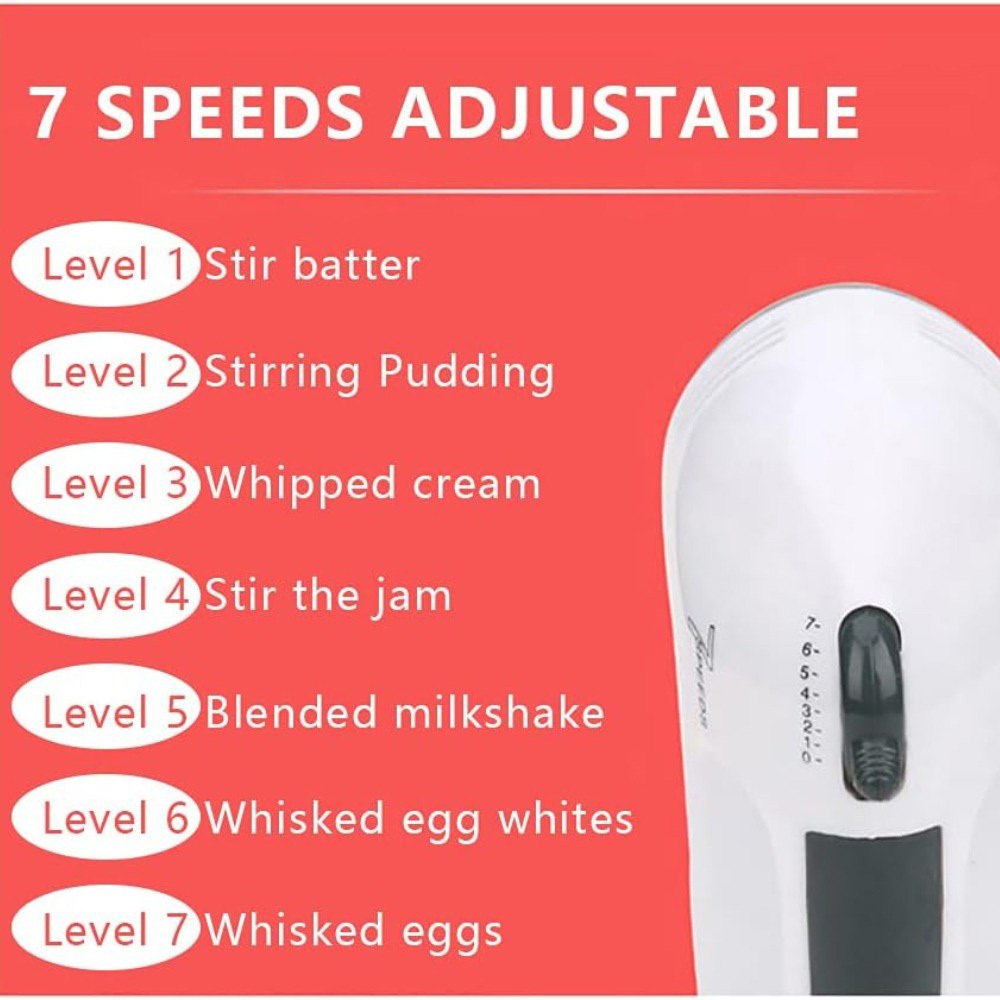 7 SPEEDS ADJUSTABLE
Level 1 Stir batter
Level 2 Stirring Pudding
Level 3 Whipped cream
Level 4 Stir the jam
Level 5 Blended milkshake
Level 6 Whisked egg whites
Level 7 Whisked eggs
7 SPEEDS
7-
6-
5-
4-
3-
2-
1-
0-